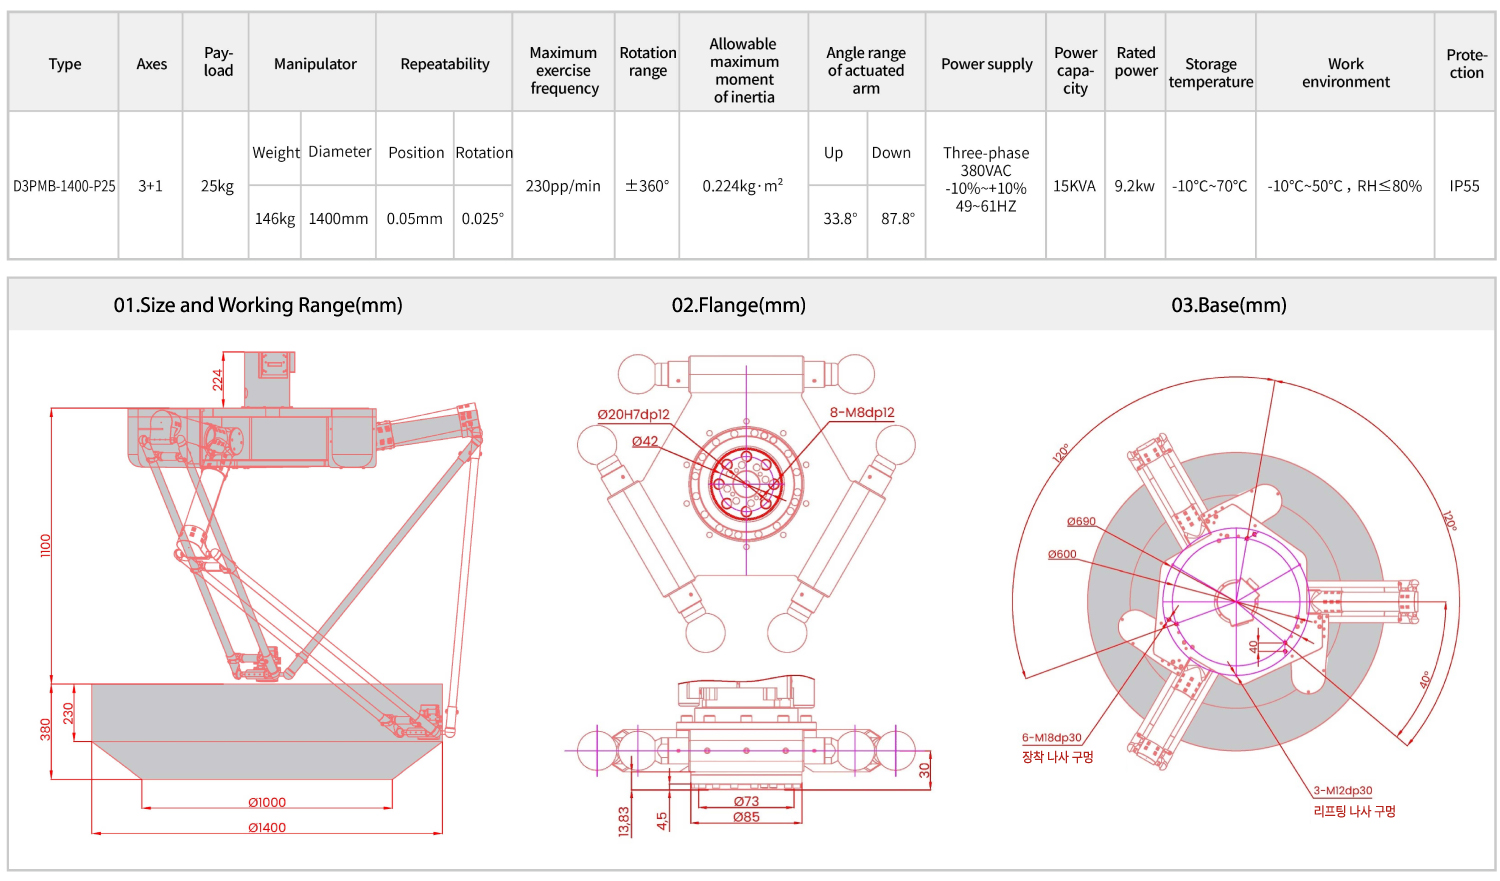 Type
Axes
Pay-
load
Manipulator
Repeatability
Maximum
exercise
frequency
Rotation
range
Allowable
maximum
moment
of inertia
Angle range
of actuated
arm
Power supply
Power
capa-
city
Rated
power
Storage
temperature
Work
environment
Prote-
ction
D3PMB-1400-P25
3+1
25kg
Weight
Diameter
Position
Rotation
146kg
1400mm
0.05mm
0.025°
230pp/min
±360°
0.224kg·m²
Up
Down
33.8°
87.8°
Three-phase
380VAC
-10%~+10%
49~61HZ
15KVA
9.2kw
-10°C~70°C
-10°C~50°C , RH≤80%
IP55
01.Size and Working Range(mm)
02.Flange(mm)
03.Base(mm)
224
1100
380
230
Ø1000
Ø1400
Ø20H7dp12
Ø42
8-M8dp12
30
13,83
4,5
Ø73
Ø85
120°
120°
Ø690
Ø600
40
40°
6-M18dp30
장착 나사 구멍
3-M12dp30
리프팅 나사 구멍